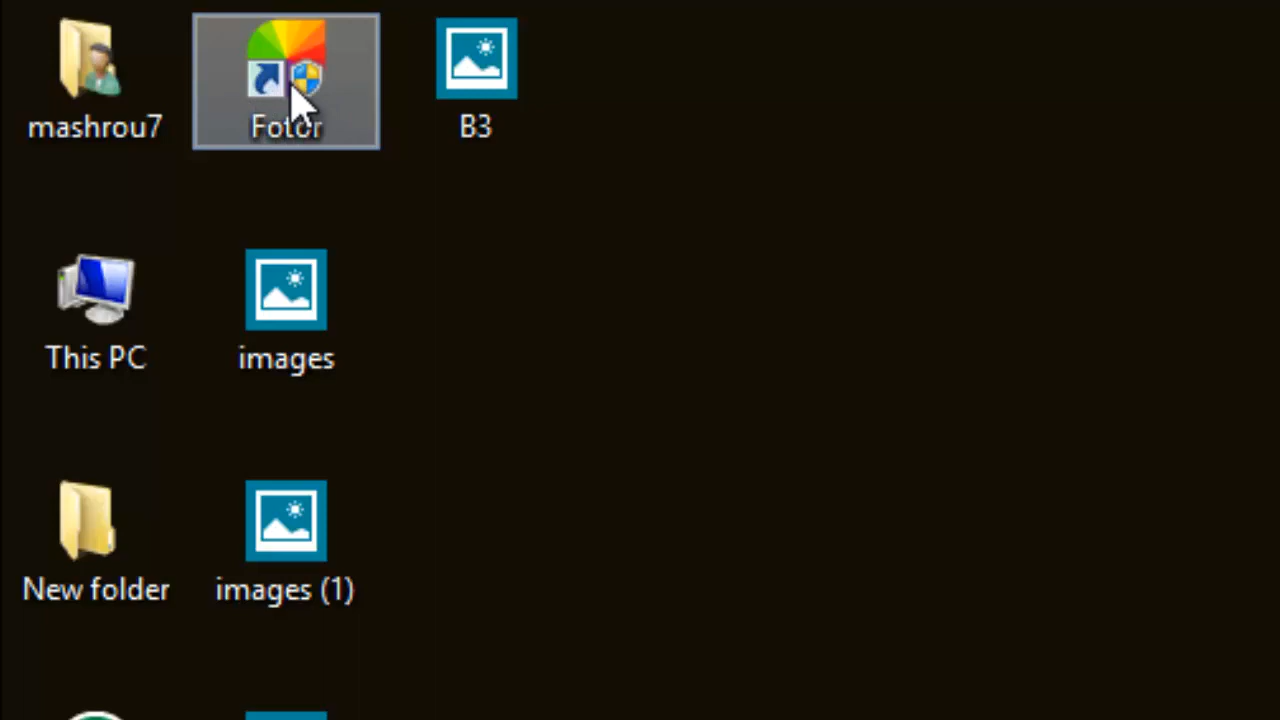 mashrou7
Fotor
B3
This PC
images
New folder
images (1)